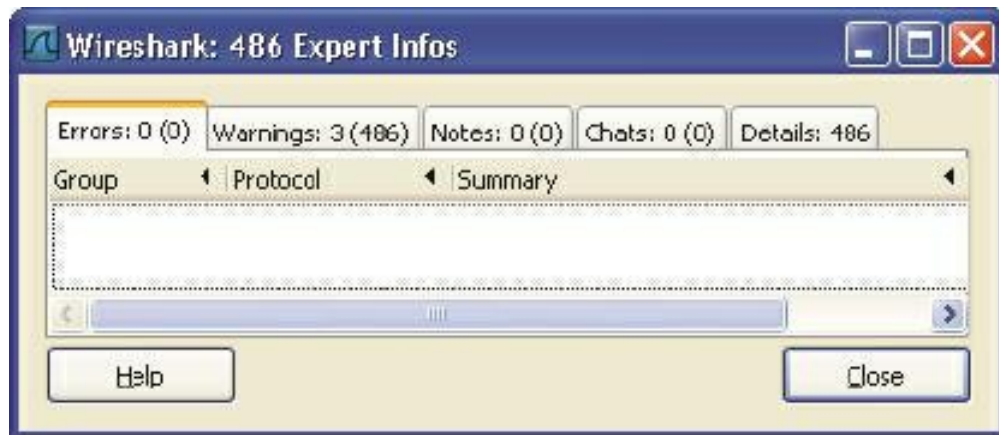 Wireshark: 486 Expert Infos
Errors: 0 (0) Warnings: 3 (486) Notes: 0 (0) Chats: 0 (0) Details: 486
Group Protocol Summary
Help Close